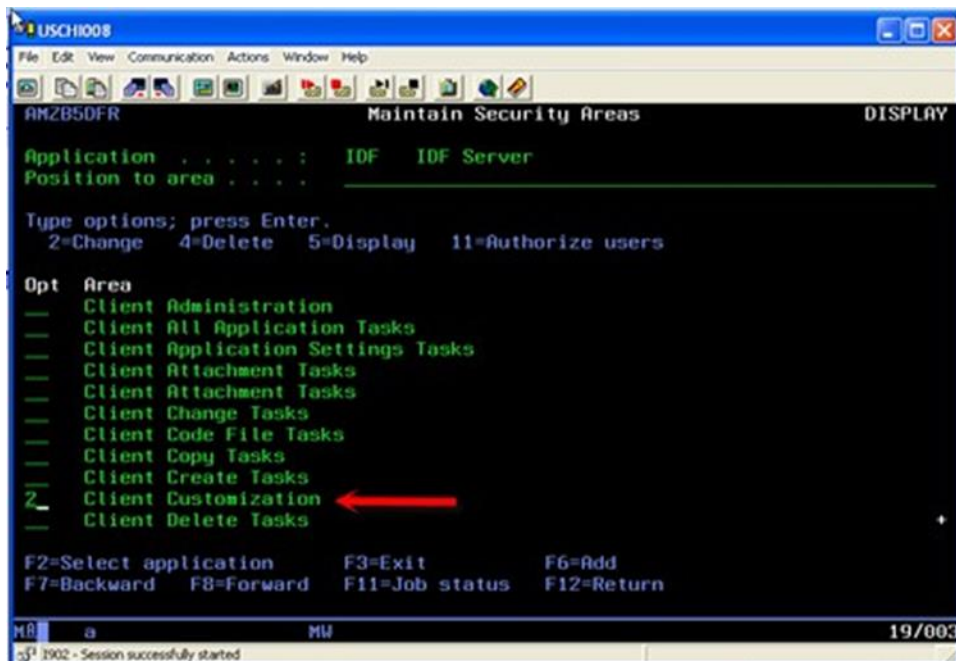 USCHI008
File Edit View Communication Actions Window Help
AMZB5DFR Maintain Security Areas DISPLAY
Application . . . . . : IDF IDF Server
Position to area . . . .
Type options; press Enter.
2=Change 4=Delete 5=Display 11=Authorize users
Opt Area
Client Administration
Client All Application Tasks
Client Application Settings Tasks
Client Attachment Tasks
Client Attachment Tasks
Client Change Tasks
Client Code File Tasks
Client Copy Tasks
Client Create Tasks
2 Client Customization
Client Delete Tasks
+
F2=Select application F3=Exit F6=Add
F7=Backward F8=Forward F11=Job status F12=Return
a MW 19/003
I902 - Session successfully started